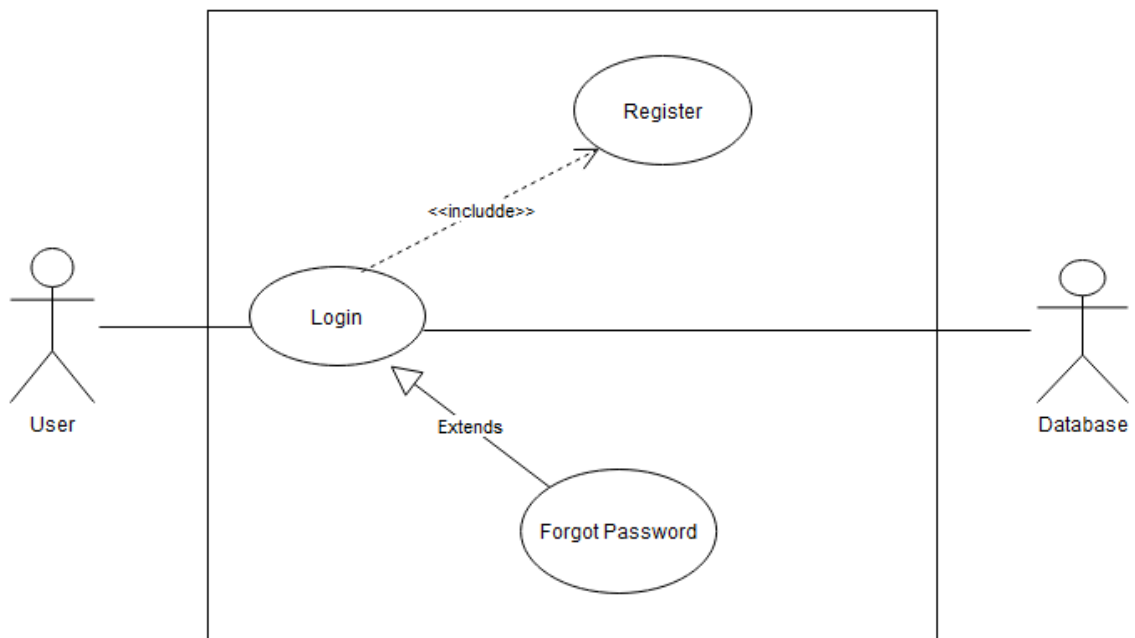 Register
<<includde>>
Login
User
Database
Extends
Forgot Password